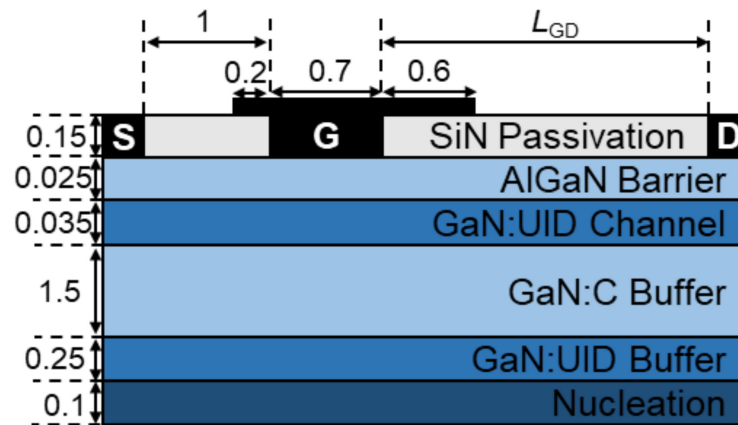 1
L_GD
0.2
0.7
0.6
0.15
S
G
SiN Passivation
D
0.025
AlGaN Barrier
0.035
GaN:UID Channel
1.5
GaN:C Buffer
0.25
GaN:UID Buffer
0.1
Nucleation